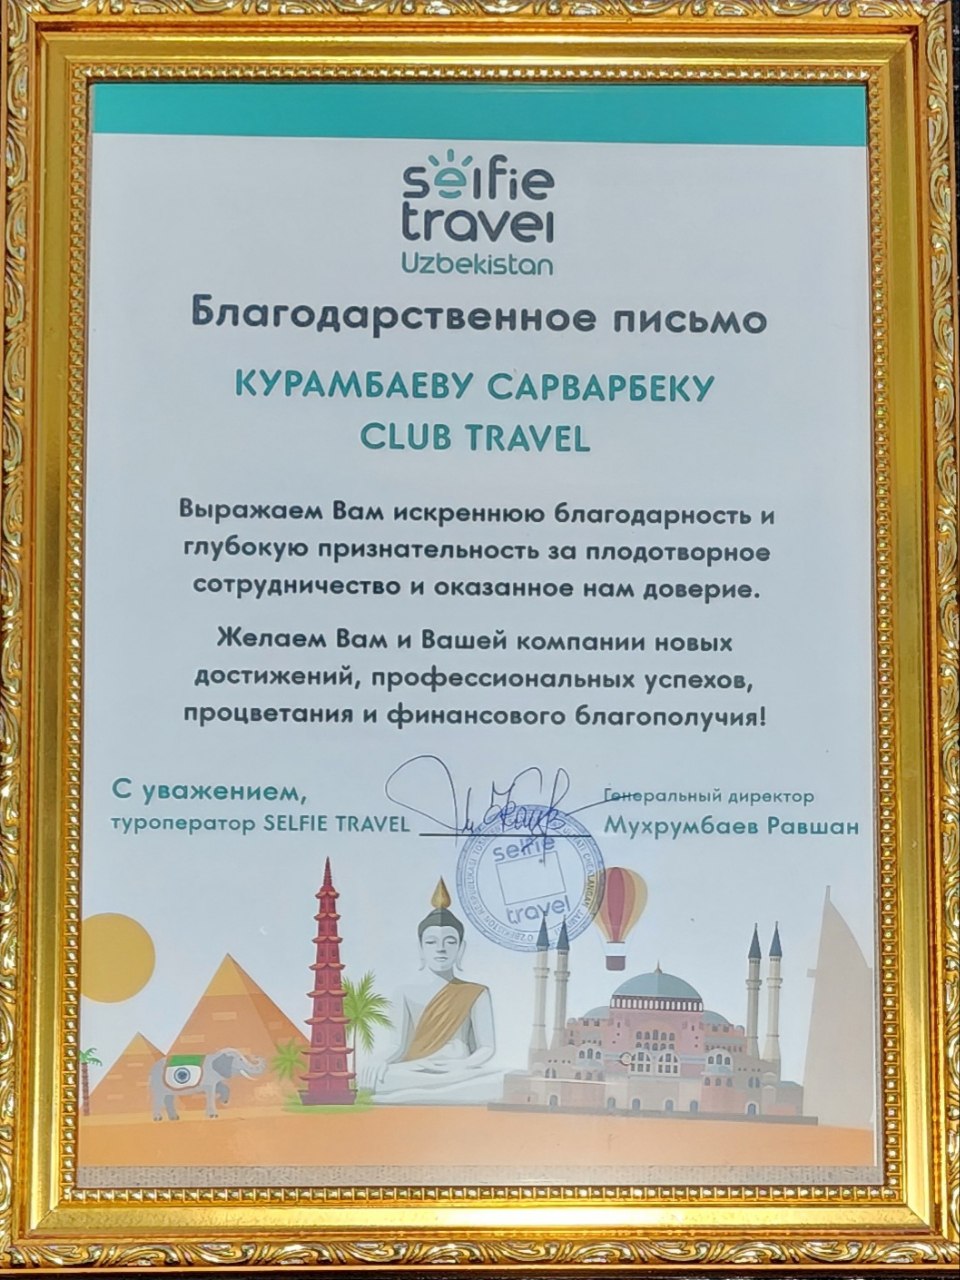 selfie
travel
Uzbekistan
Благодарственное письмо
КУРАМБАЕВУ САРВАРБЕКУ
CLUB TRAVEL
Выражаем Вам искреннюю благодарность и
глубокую признательность за плодотворное
сотрудничество и оказанное нам доверие.
Желаем Вам и Вашей компании новых
достижений, профессиональных успехов,
процветания и финансового благополучия!
С уважением,
туроператор SELFIE TRAVEL
Генеральный директор
Мухрумбаев Равшан
selfie
travel